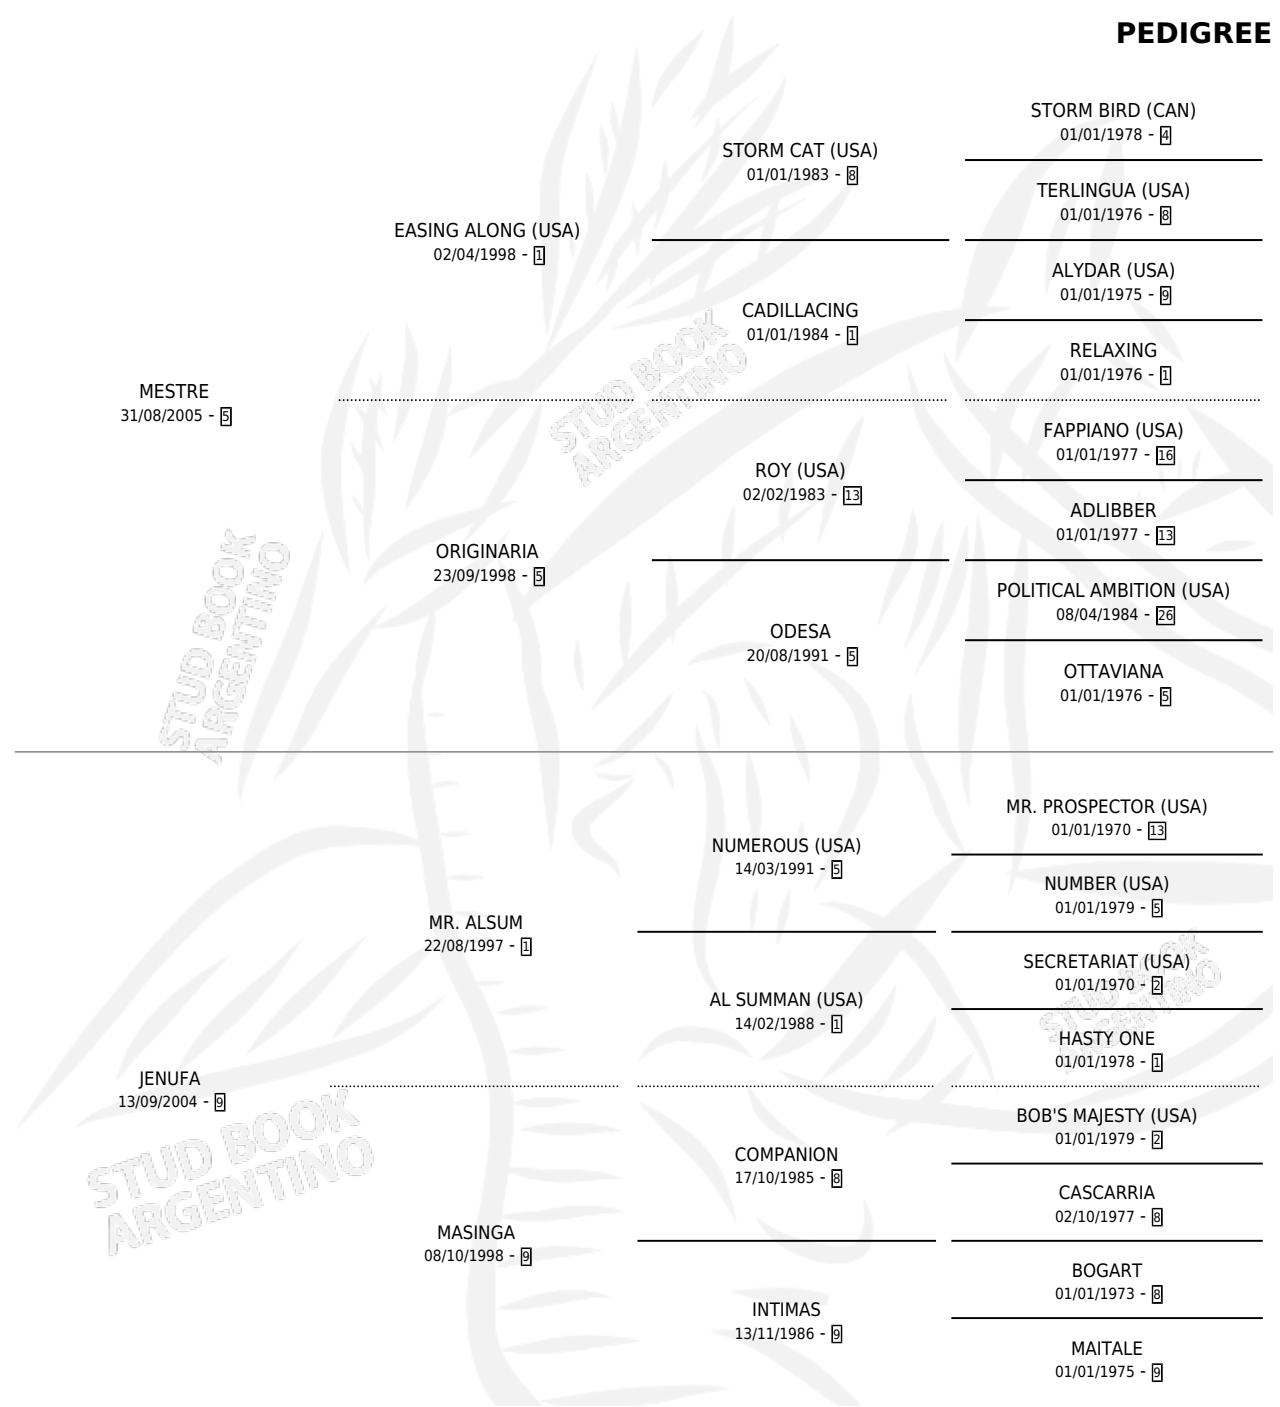 PEDIGREE
STORM BIRD (CAN)
01/01/1978 - 4
STORM CAT (USA)
01/01/1983 - 8
TERLINGUA (USA)
01/01/1976 - 8
EASING ALONG (USA)
02/04/1998 - 1
ALYDAR (USA)
01/01/1975 - 9
CADILLACING
01/01/1984 - 1
RELAXING
01/01/1976 - 1
MESTRE
31/08/2005 - 5
STUD BOOK
ARGENTINO
FAPPIANO (USA)
01/01/1977 - 16
ROY (USA)
02/02/1983 - 13
ADLIBBER
01/01/1977 - 13
ORIGINARIA
23/09/1998 - 5
POLITICAL AMBITION (USA)
08/04/1984 - 26
ODESA
20/08/1991 - 5
OTTAVIANA
01/01/1976 - 5
STUD BOOK
ARGENTINO
MR. PROSPECTOR (USA)
01/01/1970 - 13
NUMEROUS (USA)
14/03/1991 - 5
NUMBER (USA)
01/01/1979 - 5
MR. ALSUM
22/08/1997 - 1
SECRETARIAT (USA)
01/01/1970 - 2
AL SUMMAN (USA)
14/02/1988 - 1
HASTY ONE
01/01/1978 - 1
STUD BOOK
ARGENTINO
JENUFA
13/09/2004 - 9
BOB'S MAJESTY (USA)
01/01/1979 - 2
COMPANION
17/10/1985 - 8
CASCARRIA
02/10/1977 - 8
STUD BOOK
ARGENTINO
MASINGA
08/10/1998 - 9
BOGART
01/01/1973 - 8
INTIMAS
13/11/1986 - 9
MAITALE
01/01/1975 - 9